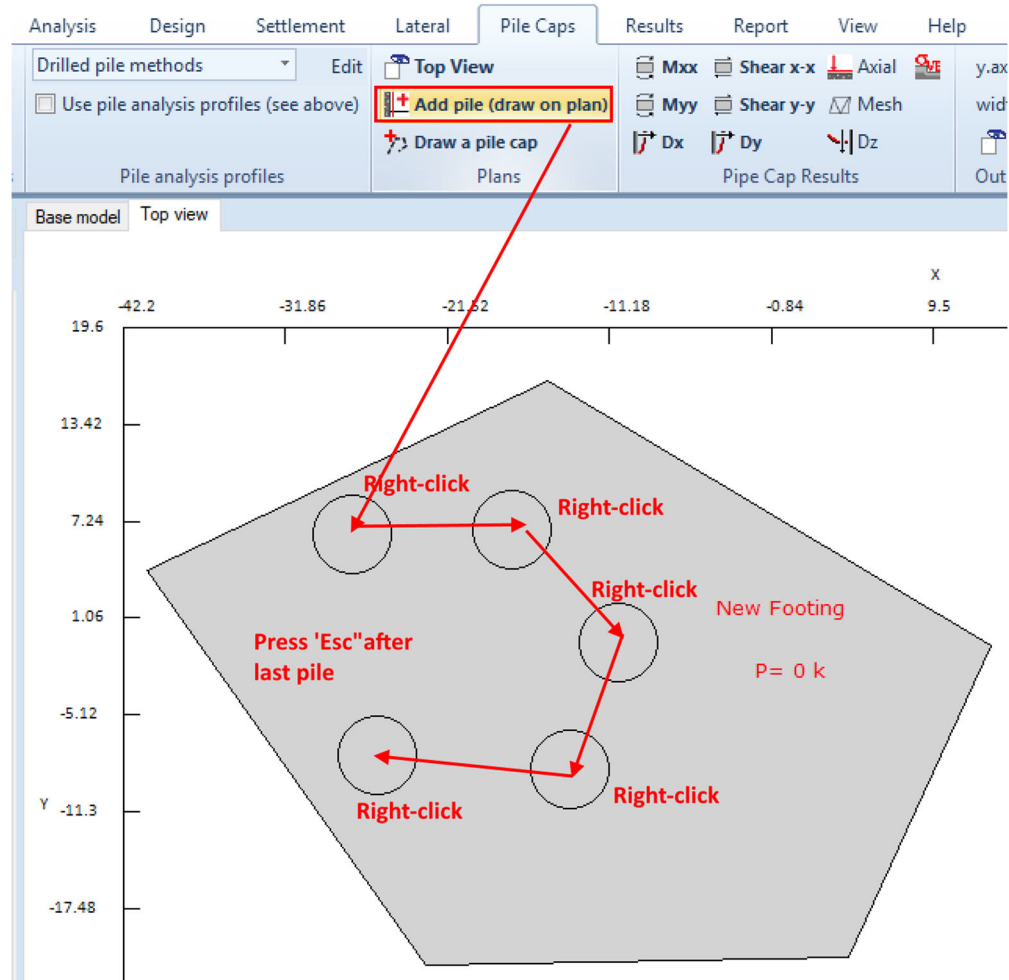 Analysis Design Settlement Lateral Pile Caps Results Report View Help
Drilled pile methods Edit Top View Mxx Shear x-x Axial y.ax
Use pile analysis profiles (see above) Add pile (draw on plan) Myy Shear y-y Mesh wid
Draw a pile cap Dx Dy Dz
Pile analysis profiles Plans Pipe Cap Results Out
Base model Top view
X
-42.2 -31.86 -21.52 -11.18 -0.84 9.5
19.6
13.42
Right-click
Right-click
7.24
Right-click
New Footing
1.06
Press 'Esc"after
last pile
P= 0 k
-5.12
Right-click
Y -11.3
Right-click
-17.48